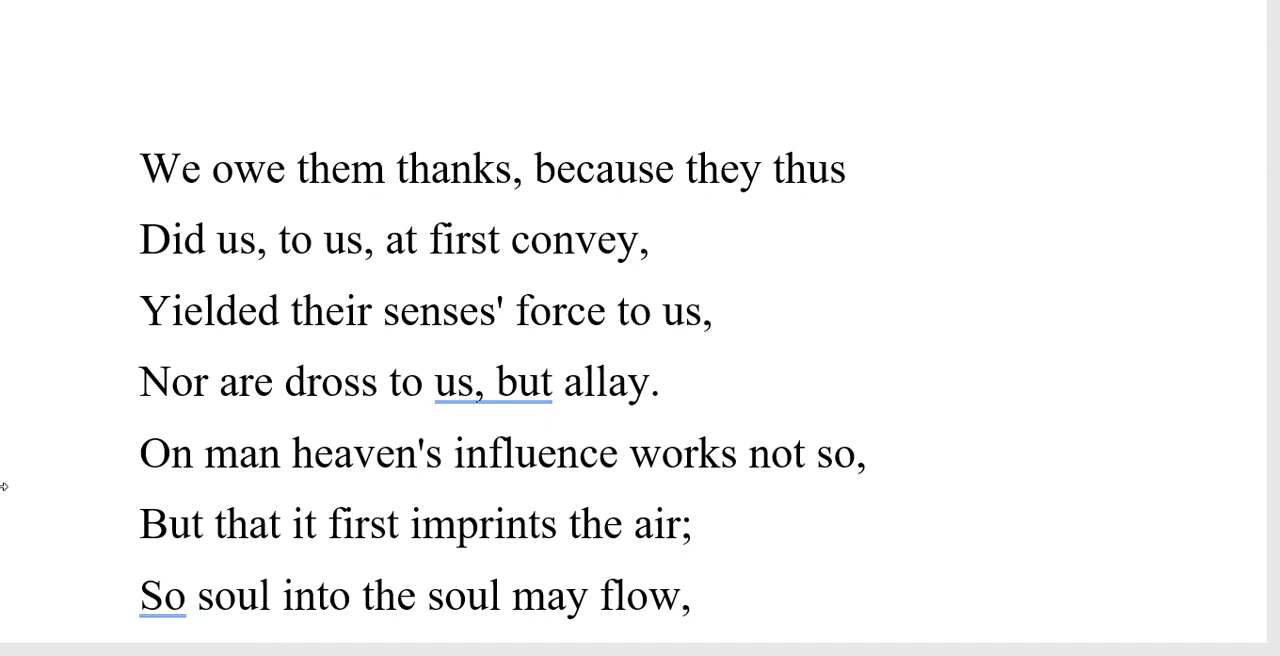 We owe them thanks, because they thus
Did us, to us, at first convey,
Yielded their senses' force to us,
Nor are dross to us, but allay.
On man heaven's influence works not so,
But that it first imprints the air;
So soul into the soul may flow,